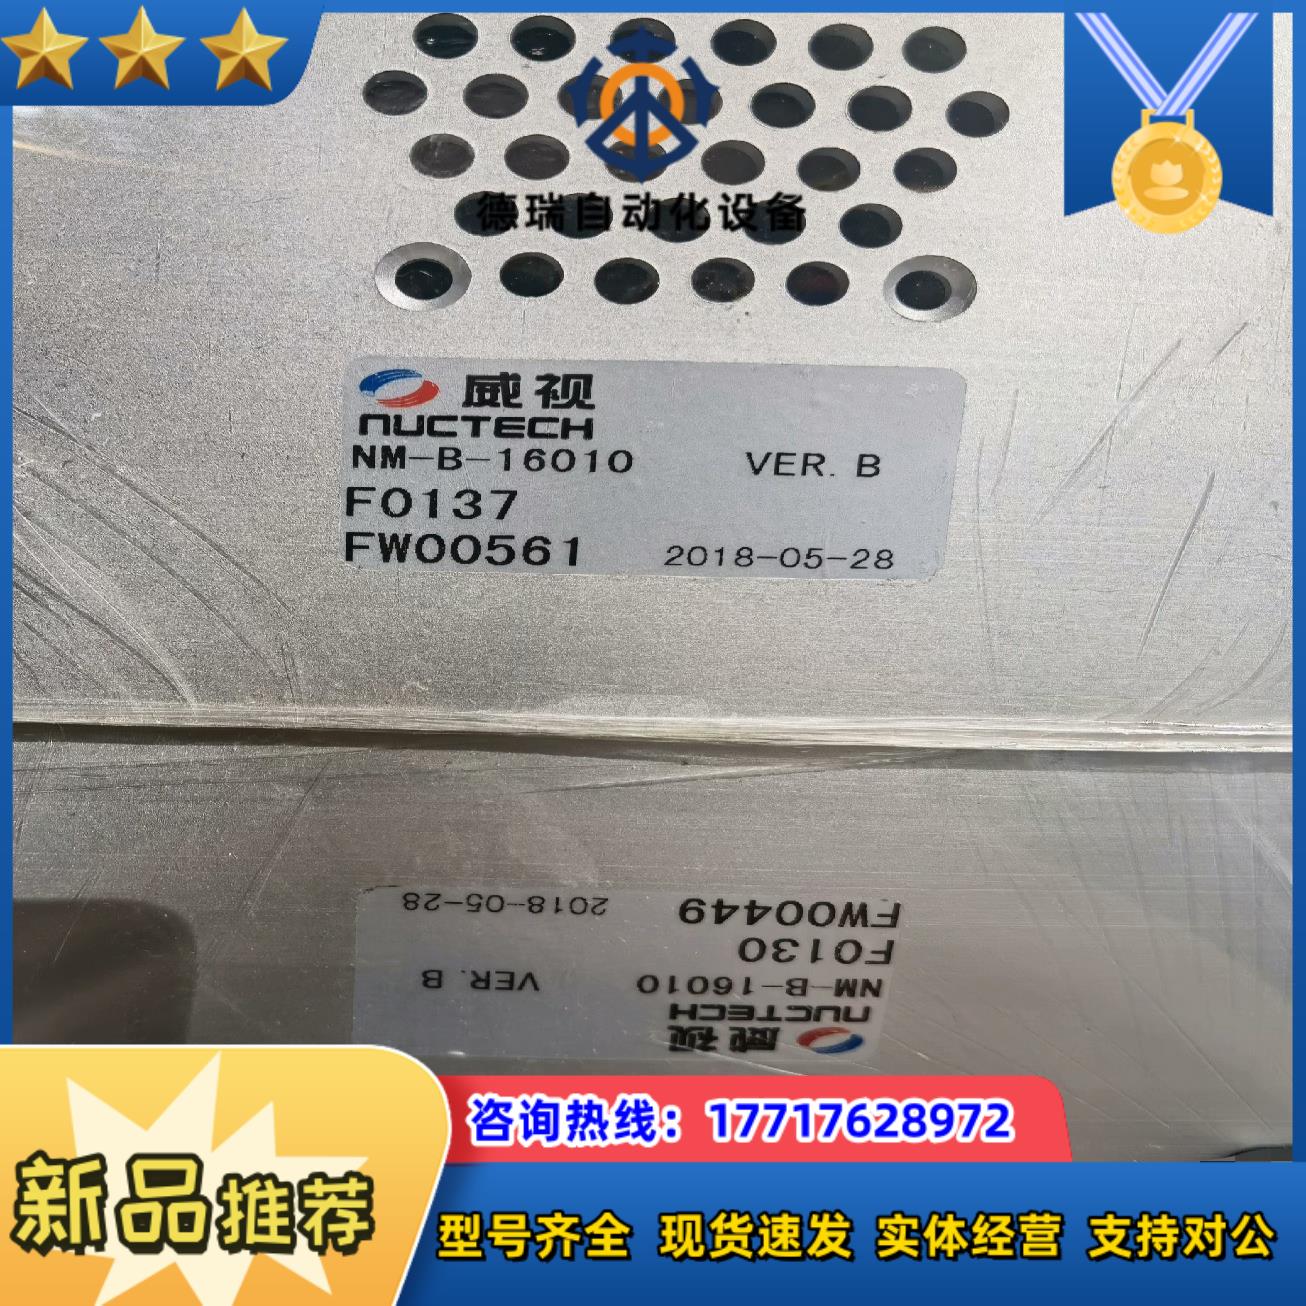 德瑞自动化设备
威视
NUCTECH
NM-B-16010 VER. B
F0137
FW00561 2018-05-28
FW00449 2018-05-28
F0130
NM-B-16010 VER. B
NUCTECH
威视
咨询热线：17717628972
新品推荐
型号齐全 现货速发 实体经营 支持对公